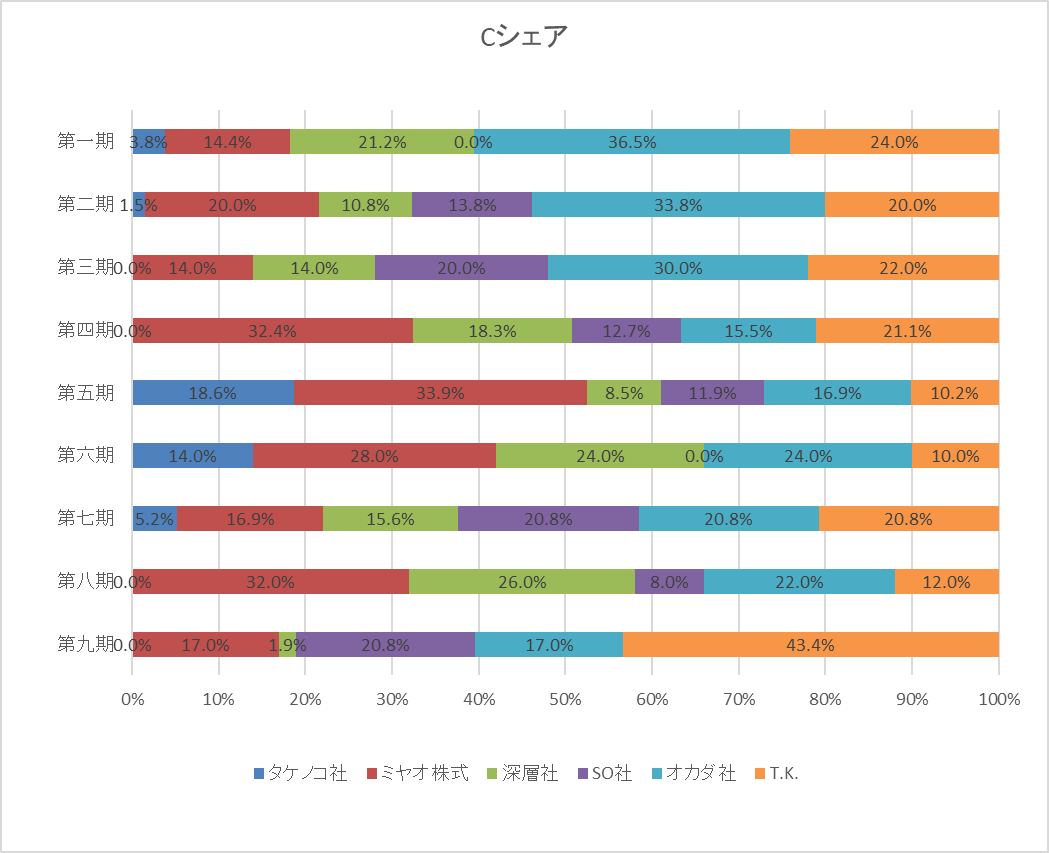 Cシェア
第一期 3.8% 14.4% 21.2% 0.0% 36.5% 24.0%
第二期 1.5% 20.0% 10.8% 13.8% 33.8% 20.0%
第三期 0.0% 14.0% 14.0% 20.0% 30.0% 22.0%
第四期 0.0% 32.4% 18.3% 12.7% 15.5% 21.1%
第五期 18.6% 33.9% 8.5% 11.9% 16.9% 10.2%
第六期 14.0% 28.0% 24.0% 0.0% 24.0% 10.0%
第七期 5.2% 16.9% 15.6% 20.8% 20.8% 20.8%
第八期 0.0% 32.0% 26.0% 8.0% 22.0% 12.0%
第九期 0.0% 17.0% 1.9% 20.8% 17.0% 43.4%
0% 10% 20% 30% 40% 50% 60% 70% 80% 90% 100%
タケノコ社 ミヤオ株式 深層社 SO社 オカダ社 T.K.